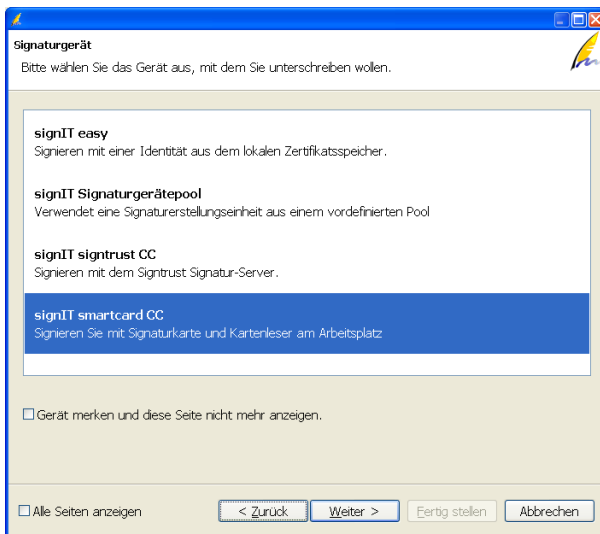 Signaturgerät
Bitte wählen Sie das Gerät aus, mit dem Sie unterschreiben wollen.
signIT easy
Signieren mit einer Identität aus dem lokalen Zertifikatsspeicher.
signIT Signaturgerätepool
Verwendet eine Signaturerstellungseinheit aus einem vordefinierten Pool
signIT signtrust CC
Signieren mit dem Signtrust Signatur-Server.
signIT smartcard CC
Signieren Sie mit Signaturkarte und Kartenleser am Arbeitsplatz
Gerät merken und diese Seite nicht mehr anzeigen.
Alle Seiten anzeigen < Zurück Weiter > Fertig stellen Abbrechen